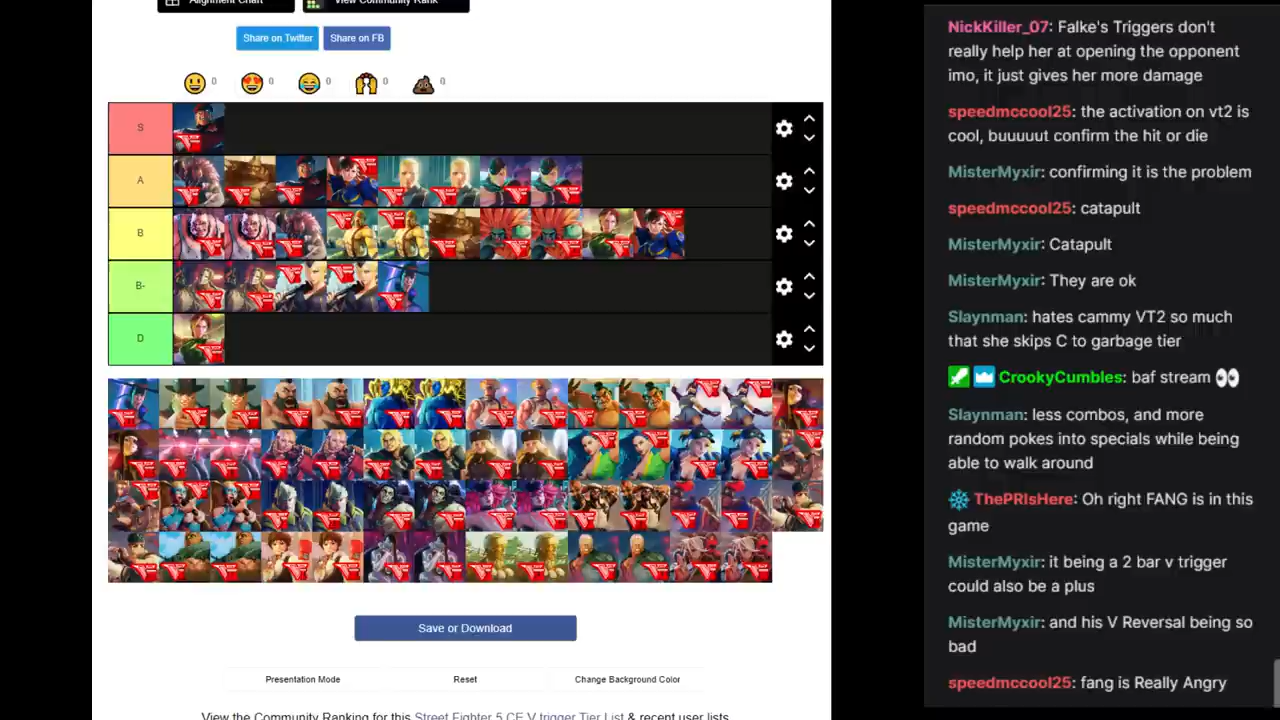 Alignment Chart
View Community Rank
Share on Twitter
Share on FB
0
0
0
0
0
S
A
B
B-
D
Save or Download
Presentation Mode
Reset
Change Background Color
View the Community Ranking for this Street Fighter 5 CE V trigger Tier List & recent user lists
NickKiller_07: Falke's Triggers don't
really help her at opening the opponent
imo, it just gives her more damage
speedmccool25: the activation on vt2 is
cool, buuuuut confirm the hit or die
MisterMyxir: confirming it is the problem
speedmccool25: catapult
MisterMyxir: Catapult
MisterMyxir: They are ok
Slaynman: hates cammy VT2 so much
that she skips C to garbage tier
CrookyCumbles: baf stream 👀
Slaynman: less combos, and more
random pokes into specials while being
able to walk around
ThePRIsHere: Oh right FANG is in this
game
MisterMyxir: it being a 2 bar v trigger
could also be a plus
MisterMyxir: and his V Reversal being so
bad
speedmccool25: fang is Really Angry